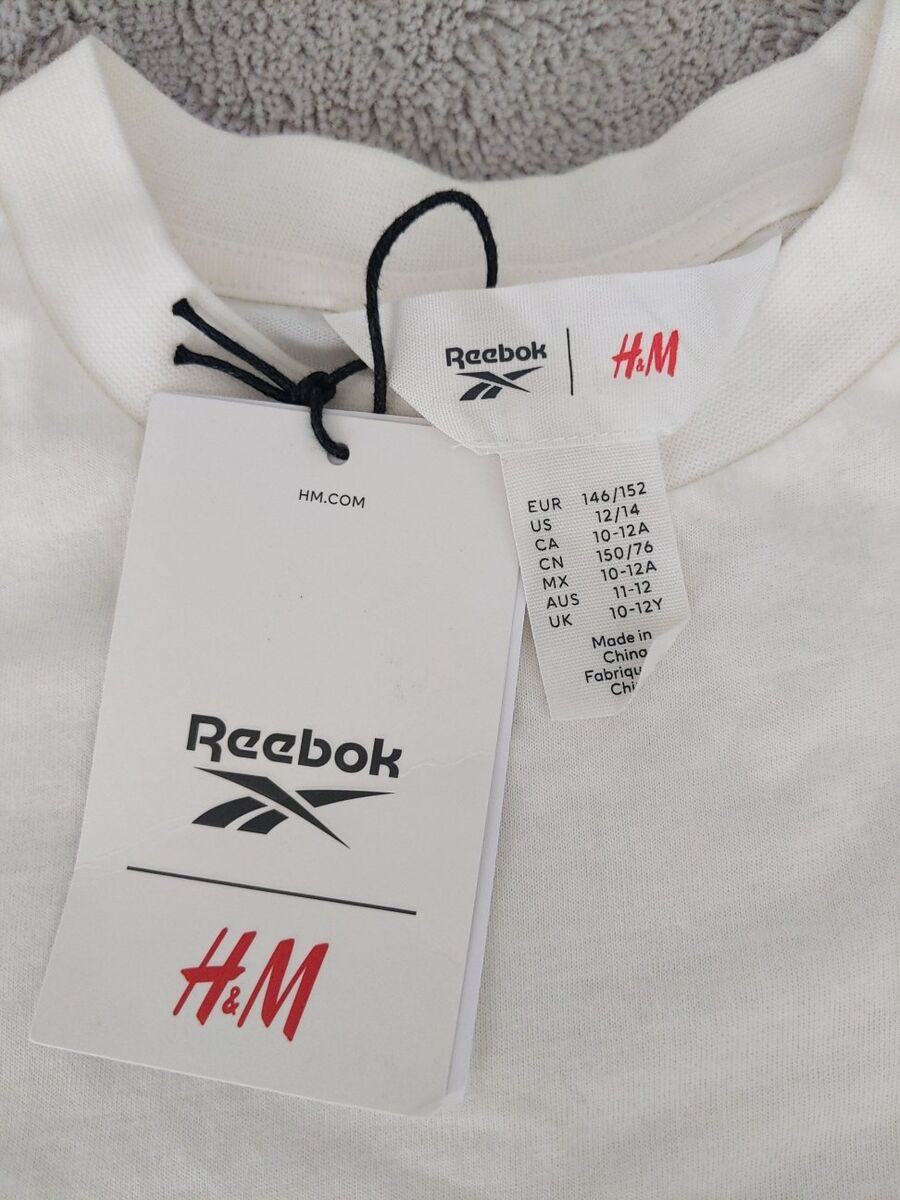 HM.COM
Reebok
H&M
Reebok | H&M
EUR 146/152
US 12/14
CA 10-12A
CN 150/76
MX 10-12A
AUS 11-12
UK 10-12Y
Made in
China